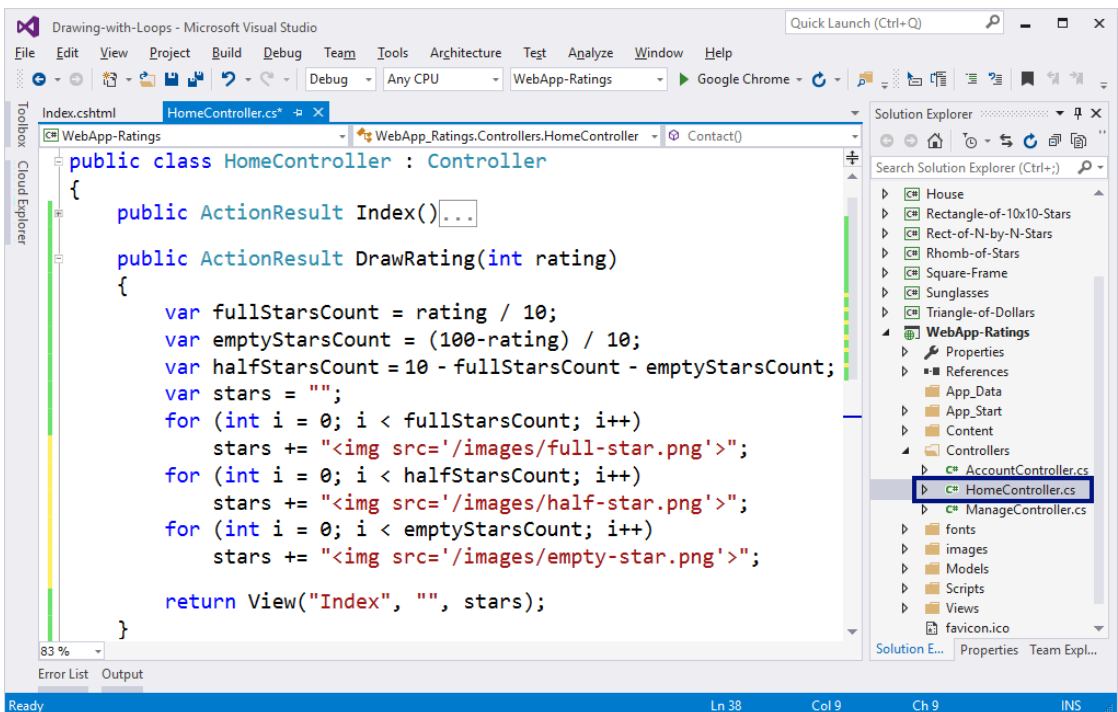 Drawing-with-Loops - Microsoft Visual Studio
Quick Launch (Ctrl+Q)
File Edit View Project Build Debug Team Tools Architecture Test Analyze Window Help
Debug Any CPU WebApp-Ratings Google Chrome
Toolbox
Cloud Explorer
Index.cshtml HomeController.cs*
C# WebApp-Ratings WebApp_Ratings.Controllers.HomeController Contact()
public class HomeController : Controller
{
public ActionResult Index()...
public ActionResult DrawRating(int rating)
{
var fullStarsCount = rating / 10;
var emptyStarsCount = (100-rating) / 10;
var halfStarsCount = 10 - fullStarsCount - emptyStarsCount;
var stars = "";
for (int i = 0; i < fullStarsCount; i++)
stars += "<img src='/images/full-star.png'>";
for (int i = 0; i < halfStarsCount; i++)
stars += "<img src='/images/half-star.png'>";
for (int i = 0; i < emptyStarsCount; i++)
stars += "<img src='/images/empty-star.png'>";
return View("Index", "", stars);
}
83 %
Error List Output
Solution Explorer
Search Solution Explorer (Ctrl+;)
C# House
C# Rectangle-of-10x10-Stars
C# Rect-of-N-by-N-Stars
C# Rhomb-of-Stars
C# Square-Frame
C# Sunglasses
C# Triangle-of-Dollars
WebApp-Ratings
Properties
References
App_Data
App_Start
Content
Controllers
C# AccountController.cs
C# HomeController.cs
C# ManageController.cs
fonts
images
Models
Scripts
Views
favicon.ico
Solution E... Properties Team Expl...
Ready Ln 38 Col 9 Ch 9 INS